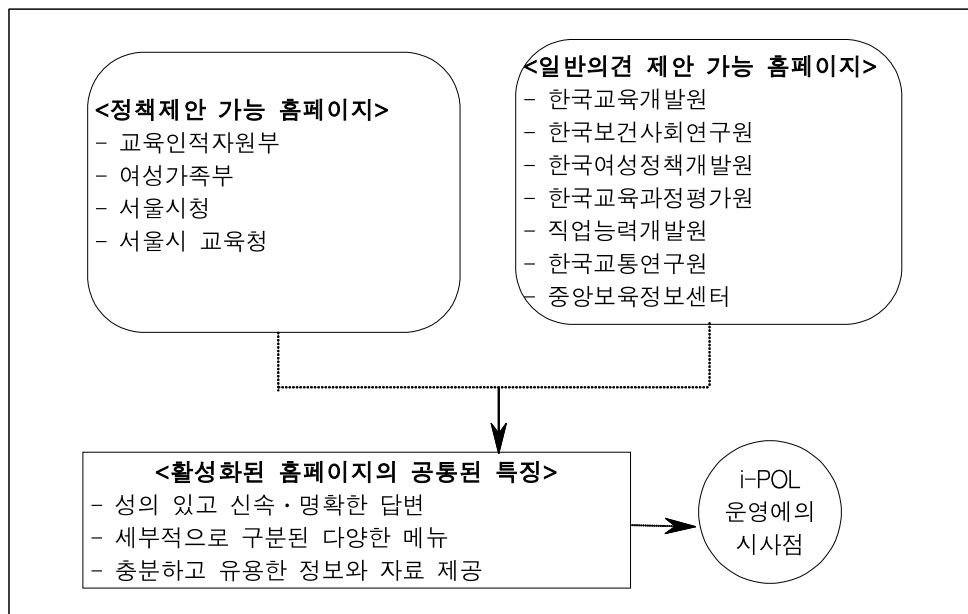 <정책제안 가능 홈페이지>
- 교육인적자원부
- 여성가족부
- 서울시청
- 서울시 교육청
<일반의견 제안 가능 홈페이지>
- 한국교육개발원
- 한국보건사회연구원
- 한국여성정책개발원
- 한국교육과정평가원
- 직업능력개발원
- 한국교통연구원
- 중앙보육정보센터
<활성화된 홈페이지의 공통된 특징>
- 성의 있고 신속·명확한 답변
- 세부적으로 구분된 다양한 메뉴
- 충분하고 유용한 정보와 자료 제공
i-POL
운영에의
시사점